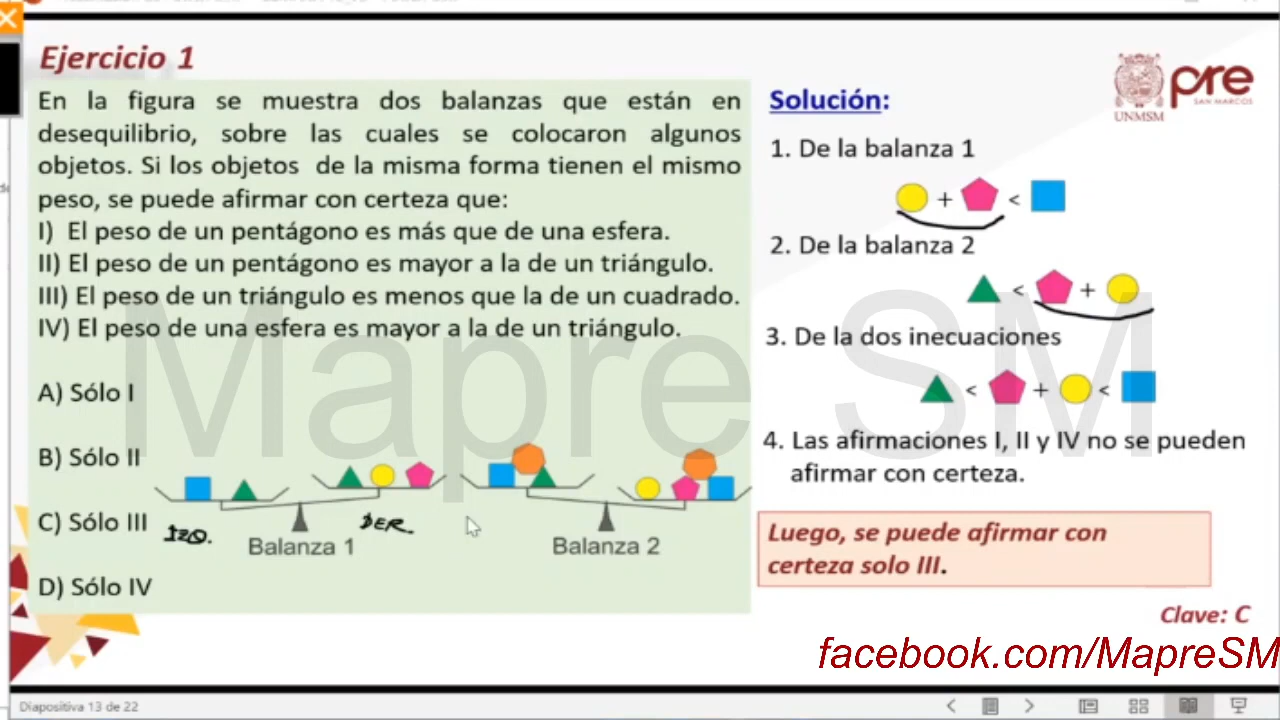 Ejercicio 1
En la figura se muestra dos balanzas que están en
desequilibrio, sobre las cuales se colocaron algunos
objetos. Si los objetos de la misma forma tienen el mismo
peso, se puede afirmar con certeza que:
I) El peso de un pentágono es más que de una esfera.
II) El peso de un pentágono es mayor a la de un triángulo.
III) El peso de un triángulo es menos que la de un cuadrado.
IV) El peso de una esfera es mayor a la de un triángulo.
A) Sólo I
B) Sólo II
C) Sólo III
D) Sólo IV
IZQ.
DER
Balanza 1
Balanza 2
UNMSM
pre
SAN MARCOS
Solución:
1. De la balanza 1
+ <
2. De la balanza 2
< +
3. De la dos inecuaciones
< + <
4. Las afirmaciones I, II y IV no se pueden
afirmar con certeza.
Luego, se puede afirmar con
certeza solo III.
Clave: C
Mapre SM
facebook.com/MapreSM
Diapositiva 13 de 22